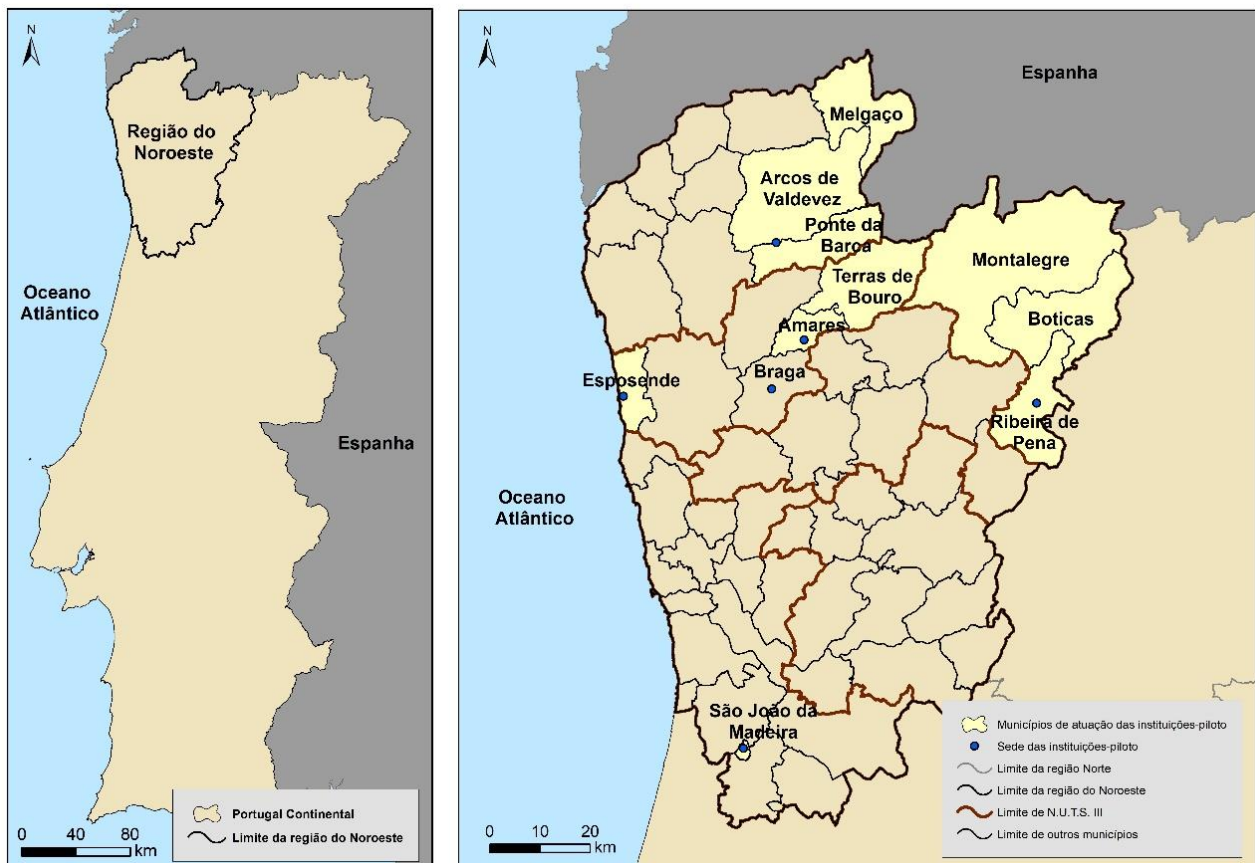 N
Região do
Noroeste
Oceano
Atlântico
Espanha
Portugal Continental
Limite da região do Noroeste
0 40 80
km
N
Espanha
Melgaço
Arcos de
Valdevez
Ponte da
Barca
Montalegre
Terras de
Bouro
Boticas
Amares
Braga
Esposende
Ribeira de
Pena
Oceano
Atlântico
São João da
Madeira
Municípios de atuação das instituições-piloto
Sede das instituições-piloto
Limite da região Norte
Limite da região do Noroeste
Limite de N.U.T.S. III
Limite de outros municípios
0 10 20
km